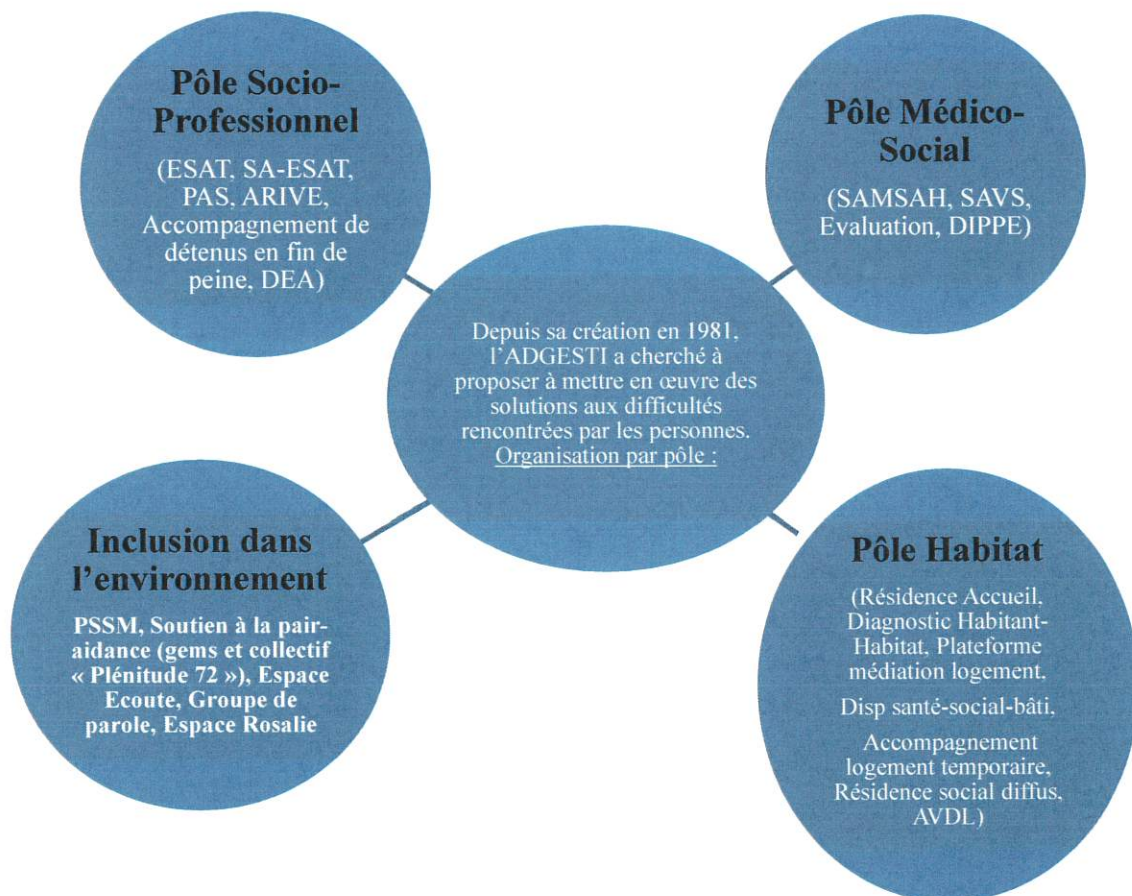 Pôle Socio-
Professionnel
(ESAT, SA-ESAT,
PAS, ARIVE,
Accompagnement de
détenus en fin de
peine, DEA)
Pôle Médico-
Social
(SAMSAH, SAVS,
Evaluation, DIPPE)
Depuis sa création en 1981,
l'ADGESTI a cherché à
proposer à mettre en œuvre des
solutions aux difficultés
rencontrées par les personnes.
Organisation par pôle :
Inclusion dans
l'environnement
PSSM, Soutien à la pair-
aidance (gems et collectif
« Plénitude 72 »), Espace
Ecoute, Groupe de
parole, Espace Rosalie
Pôle Habitat
(Résidence Accueil,
Diagnostic Habitant-
Habitat, Plateforme
médiation logement,
Disp santé-social-bâti,
Accompagnement
logement temporaire,
Résidence social diffus,
AVDL)